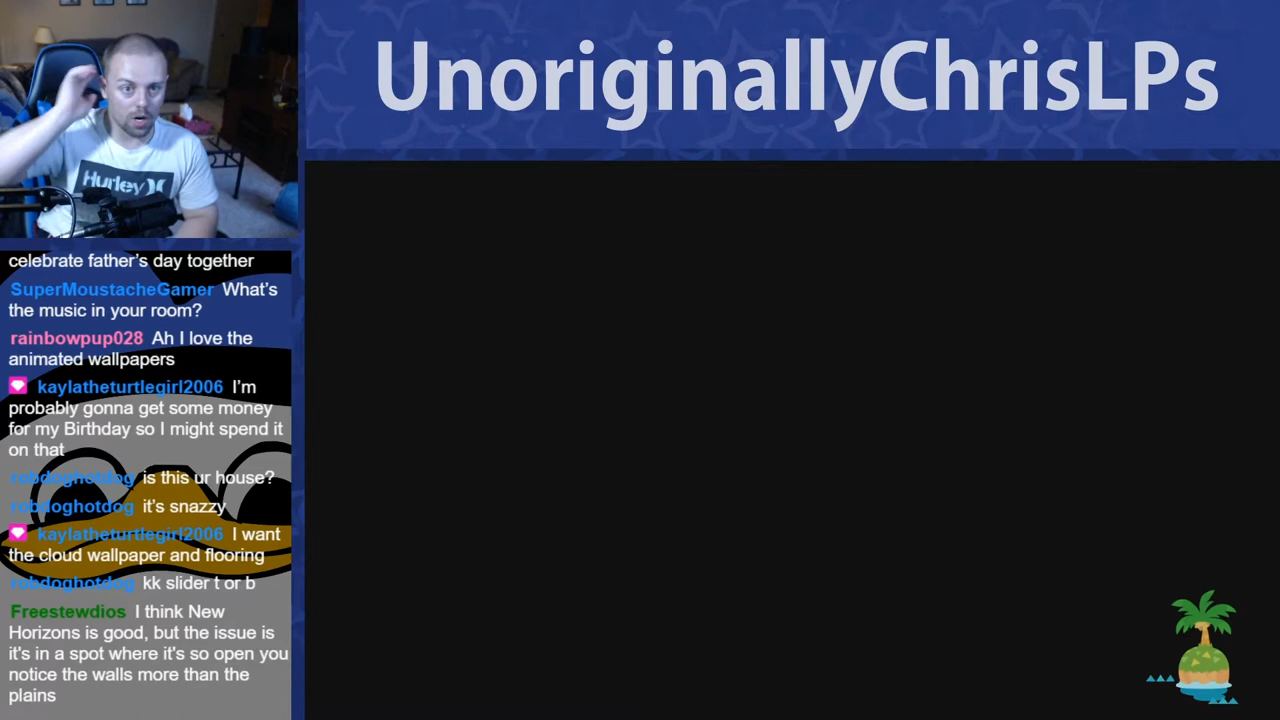 UnoriginallyChrisLPs
Hurley
celebrate father's day together
SuperMoustacheGamer What's
the music in your room?
rainbowpup028 Ah I love the
animated wallpapers
kaylatheturtlegirl2006 I'm
probably gonna get some money
for my Birthday so I might spend it
on that
robdoghotdog is this ur house?
robdoghotdog it's snazzy
kaylatheturtlegirl2006 I want
the cloud wallpaper and flooring
robdoghotdog kk slider t or b
Freestewdios I think New
Horizons is good, but the issue is
it's in a spot where it's so open you
notice the walls more than the
plains